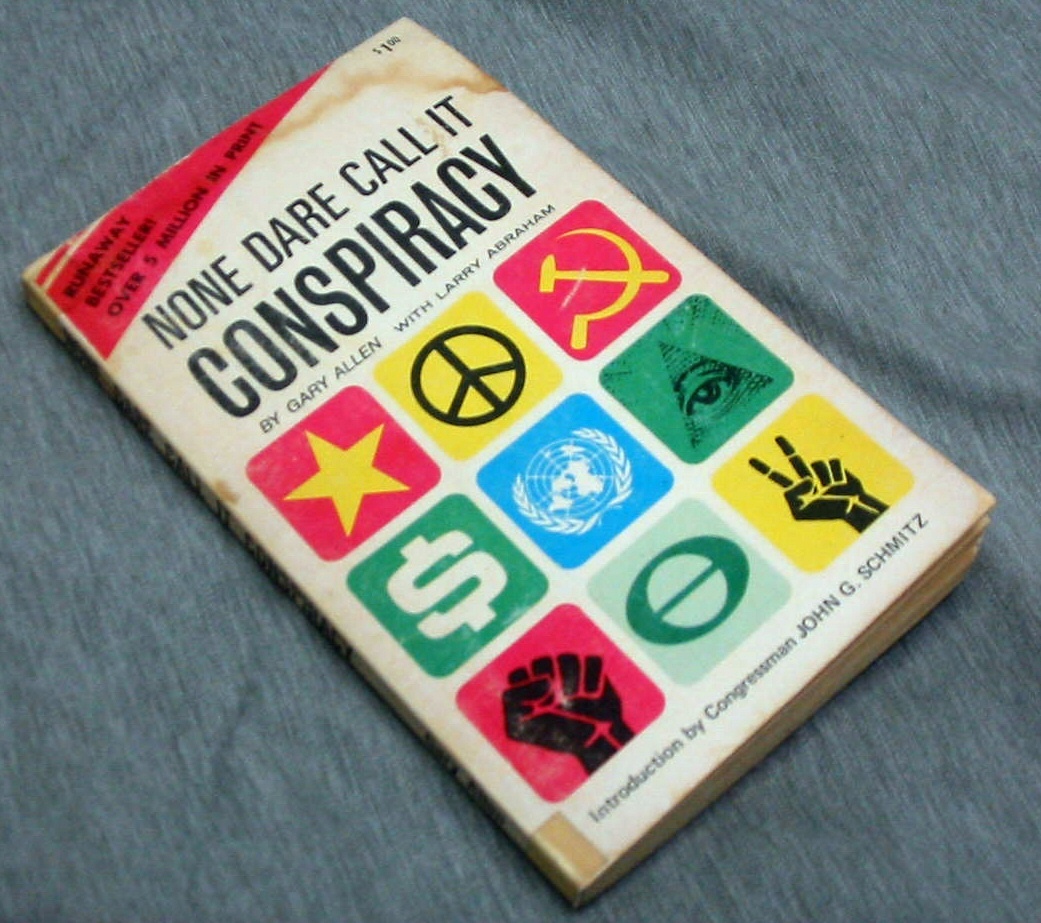 $1.00
RUNAWAY
BESTSELLER!
OVER 5 MILLION IN PRINT
NONE DARE CALL IT
CONSPIRACY
BY GARY ALLEN WITH LARRY ABRAHAM
$
Introduction by Congressman JOHN G. SCHMITZ